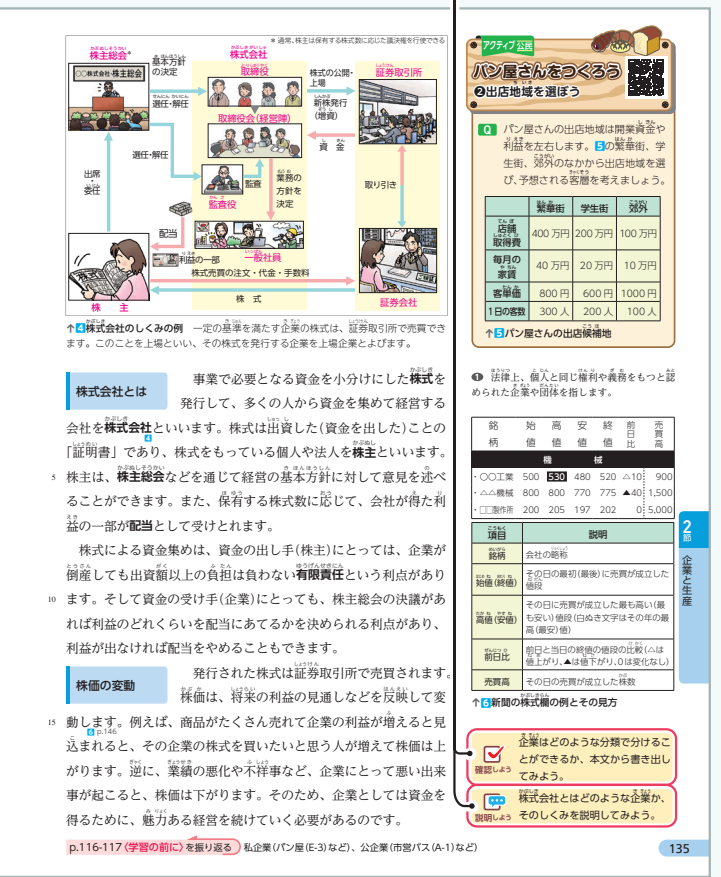 ＊通常、株主は保有する株式数に応じた議決権を行使できる
株主総会＊
○○株式会社・株主総会
基本方針
の決定
選任・解任
株式会社
取締役
取締役会(経営陣)
選任・解任
監査
監査役
業務の
方針を
決定
一般社員
株式の公開・
上場
新株発行
(増資)
資金
証券取引所
取り引き
出席
・
委任
配当
利益の一部
株式売買の注文・代金・手数料
株式
株主
証券会社
↑4株式会社のしくみの例　一定の基準を満たす企業の株式は、証券取引所で売買でき
ます。このことを上場といい、その株式を発行する企業を上場企業とよびます。
株式会社とは
事業で必要となる資金を小分けにした株式を
発行して、多くの人から資金を集めて経営する
会社を株式会社といいます。株式は出資した(資金を出した)ことの
4
「証明書」であり、株式をもっている個人や法人を株主といいます。
5 株主は、株主総会などを通じて経営の基本方針に対して意見を述べ
ることができます。また、保有する株式数に応じて、会社が得た利
益の一部が配当として受けとれます。
株式による資金集めは、資金の出し手(株主)にとっては、企業が
倒産しても出資額以上の負担は負わない有限責任という利点があり
10 ます。そして資金の受け手(企業)にとっても、株主総会の決議があ
れば利益のどれくらいを配当にあてるかを決められる利点があり、
利益が出なければ配当をやめることもできます。
株価の変動
発行された株式は証券取引所で売買されます。
株価は、将来の利益の見通しなどを反映して変
15 動します。例えば、商品がたくさん売れて企業の利益が増えると見
6 p.146
込まれると、その企業の株式を買いたいと思う人が増えて株価は上
がります。逆に、業績の悪化や不祥事など、企業にとって悪い出来
事が起こると、株価は下がります。そのため、企業としては資金を
得るために、魅力ある経営を続けていく必要があるのです。
p.116-117〈学習の前に〉を振り返る　私企業(パン屋(E-3)など)、公企業(市営バス(A-1)など)
アクティブ公民
パン屋さんをつくろう
❷出店地域を選ぼう
Q パン屋さんの出店地域は開業資金や
利益を左右します。5の繁華街、学
生街、郊外のなかから出店地域を選
び、予想される客層を考えましょう。
繁華街 学生街 郊外
店舗取得費 400万円 200万円 100万円
毎月の家賃 40万円 20万円 10万円
客単価 800円 600円 1000円
1日の客数 300人 200人 100人
↑5パン屋さんの出店候補地
❶ 法律上、個人と同じ権利や義務をもつと認
められた企業や団体を指します。
銘柄 始値 高値 安値 終値 前日比 売買高
機械
・○○工業 500 530 480 520 △10 900
・△△機械 800 800 770 775 ▲40 1,500
・□□製作所 200 205 197 202 0 5,000
項目 説明
銘柄 会社の略称
始値(終値) その日の最初(最後)に売買が成立した
値段
高値(安値) その日に売買が成立した最も高い(最
も安い)値段(白ぬき文字はその年の最
高(最安)値)
前日比 前日と当日の終値の値段の比較(△は
値上がり、▲は値下がり、0は変化なし)
売買高 その日の売買が成立した株数
↑6新聞の株式欄の例とその見方
確認しよう
企業はどのような分類で分けるこ
とができるか、本文から書き出し
てみよう。
説明しよう
株式会社とはどのような企業か、
そのしくみを説明してみよう。
2節
企業と生産
135